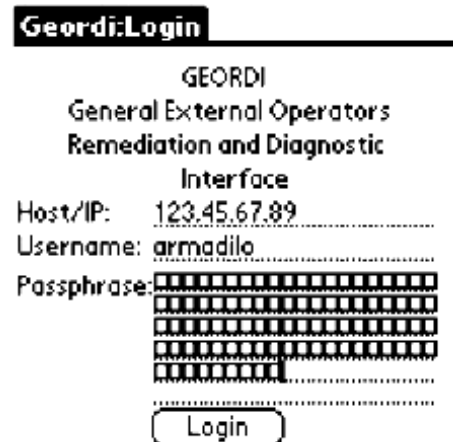 Geordi:Login
GEORDI
General External Operators
Remediation and Diagnostic
Interface
Host/IP: 123.45.67.89
Username: armadilo
Passphrase:
Login